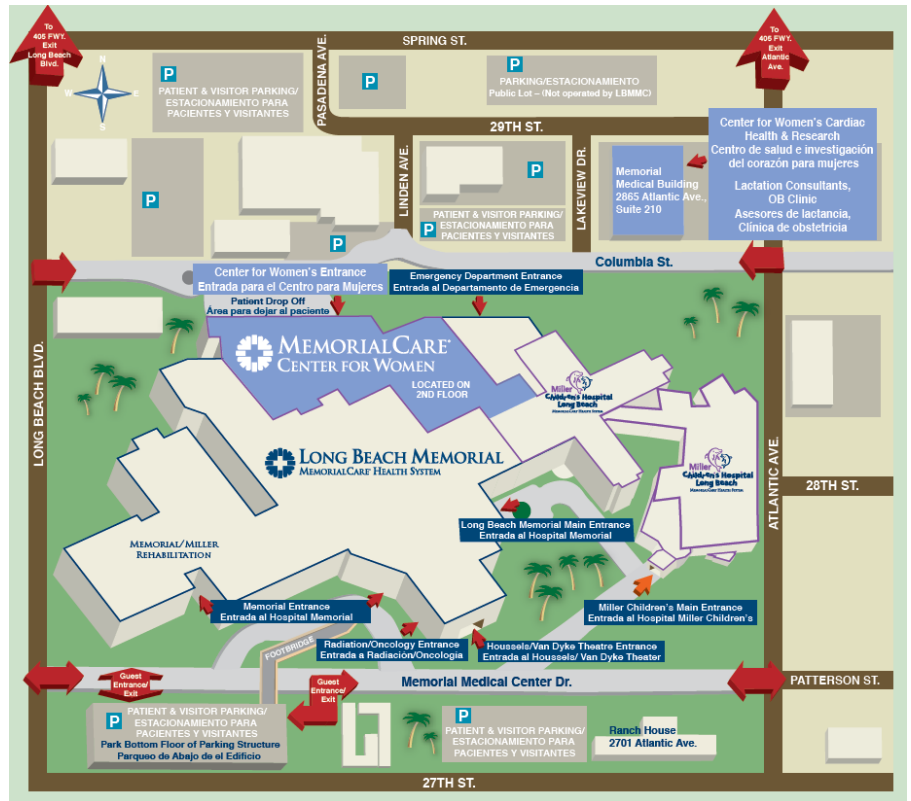 To
405 FWY.
Exit
Long Beach
Blvd.
SPRING ST.
To
405 FWY.
Exit
Atlantic
Ave.
N
W
E
S
P
PATIENT & VISITOR PARKING/
ESTACIONAMIENTO PARA
PACIENTES Y VISITANTES
PASADENA AVE.
P
P
PARKING/ESTACIONAMIENTO
Public Lot – (Not operated by LBMMC)
29TH ST.
Center for Women's Cardiac
Health & Research
Centro de salud e investigación
del corazón para mujeres
Lactation Consultants,
OB Clinic
Asesores de lactancia,
Clínica de obstetricia
Memorial
Medical Building
2865 Atlantic Ave.,
Suite 210
P
LINDEN AVE.
P
LAKEVIEW DR.
PATIENT & VISITOR PARKING/
P
ESTACIONAMIENTO PARA
PACIENTES Y VISITANTES
P
Columbia St.
Center for Women's Entrance
Entrada para el Centro para Mujeres
Emergency Department Entrance
Entrada al Departamento de Emergencia
Patient Drop Off
Área para dejar al paciente
MEMORIALCARE®
CENTER FOR WOMEN
LOCATED ON
2ND FLOOR
Miller
Children's Hospital
Long Beach
MEMORIALCARE HEALTH SYSTEM
LONG BEACH BLVD.
LONG BEACH MEMORIAL
MEMORIALCARE HEALTH SYSTEM
Miller
Children's Hospital
Long Beach
MEMORIALCARE HEALTH SYSTEM
ATLANTIC AVE.
28TH ST.
Long Beach Memorial Main Entrance
Entrada al Hospital Memorial
MEMORIAL/MILLER
REHABILITATION
Memorial Entrance
Entrada al Hospital Memorial
Miller Children's Main Entrance
Entrada al Hospital Miller Children's
Radiation/Oncology Entrance
Entrada a Radiación/Oncología
Houssels/Van Dyke Theatre Entrance
Entrada al Houssels/ Van Dyke Theater
FOOTBRIDGE
Guest
Entrance/
Exit
Guest
Entrance/
Exit
Memorial Medical Center Dr.
PATTERSON ST.
P
PATIENT & VISITOR PARKING/
ESTACIONAMIENTO PARA
PACIENTES Y VISITANTES
Park Bottom Floor of Parking Structure
Parqueo de Abajo de el Edificio
P
PATIENT & VISITOR PARKING/
ESTACIONAMIENTO PARA
PACIENTES Y VISITANTES
Ranch House
2701 Atlantic Ave.
27TH ST.